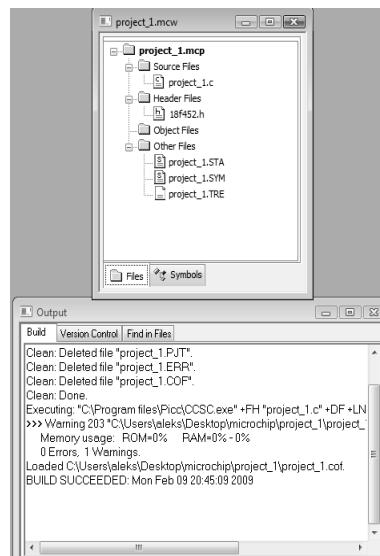 project_1.mcw
project_1.mcp
Source Files
project_1.c
Header Files
18f452.h
Object Files
Other Files
project_1.STA
project_1.SYM
project_1.TRE
Files Symbols
Output
Build Version Control Find in Files
Clean: Deleted file "project_1.PJT".
Clean: Deleted file "project_1.ERR".
Clean: Deleted file "project_1.COF".
Clean: Done.
Executing: "C:\Program files\Picc\CCSC.exe" +FH "project_1.c" +DF +LN
>>> Warning 203 "C:\Users\aleks\Desktop\microchip\project_1\project_
Memory usage: ROM=0% RAM=0% - 0%
0 Errors, 1 Warnings.
Loaded C:\Users\aleks\Desktop\microchip\project_1\project_1.cof.
BUILD SUCCEEDED: Mon Feb 09 20:45:09 2009